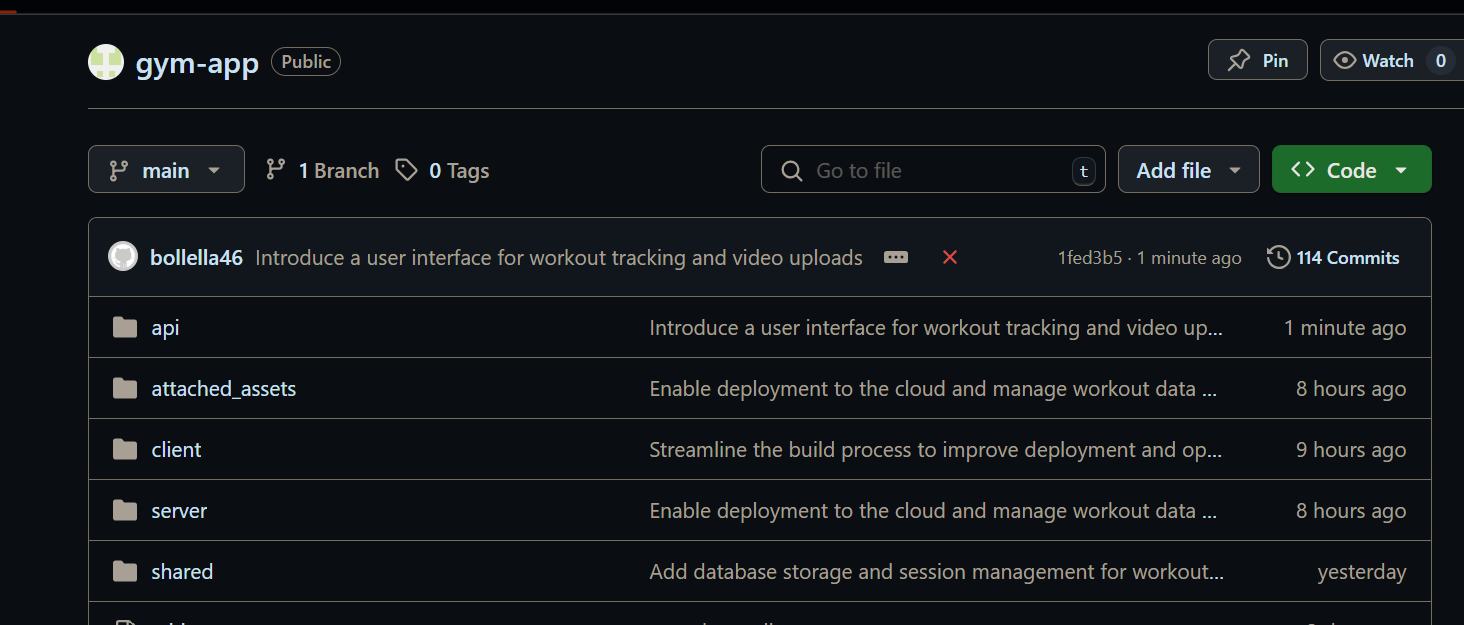 gym-app Public Pin Watch 0
main 1 Branch 0 Tags Go to file t Add file Code
bollella46 Introduce a user interface for workout tracking and video uploads 1fed3b5 · 1 minute ago 114 Commits
api Introduce a user interface for workout tracking and video up... 1 minute ago
attached_assets Enable deployment to the cloud and manage workout data ... 8 hours ago
client Streamline the build process to improve deployment and op... 9 hours ago
server Enable deployment to the cloud and manage workout data ... 8 hours ago
shared Add database storage and session management for workout... yesterday